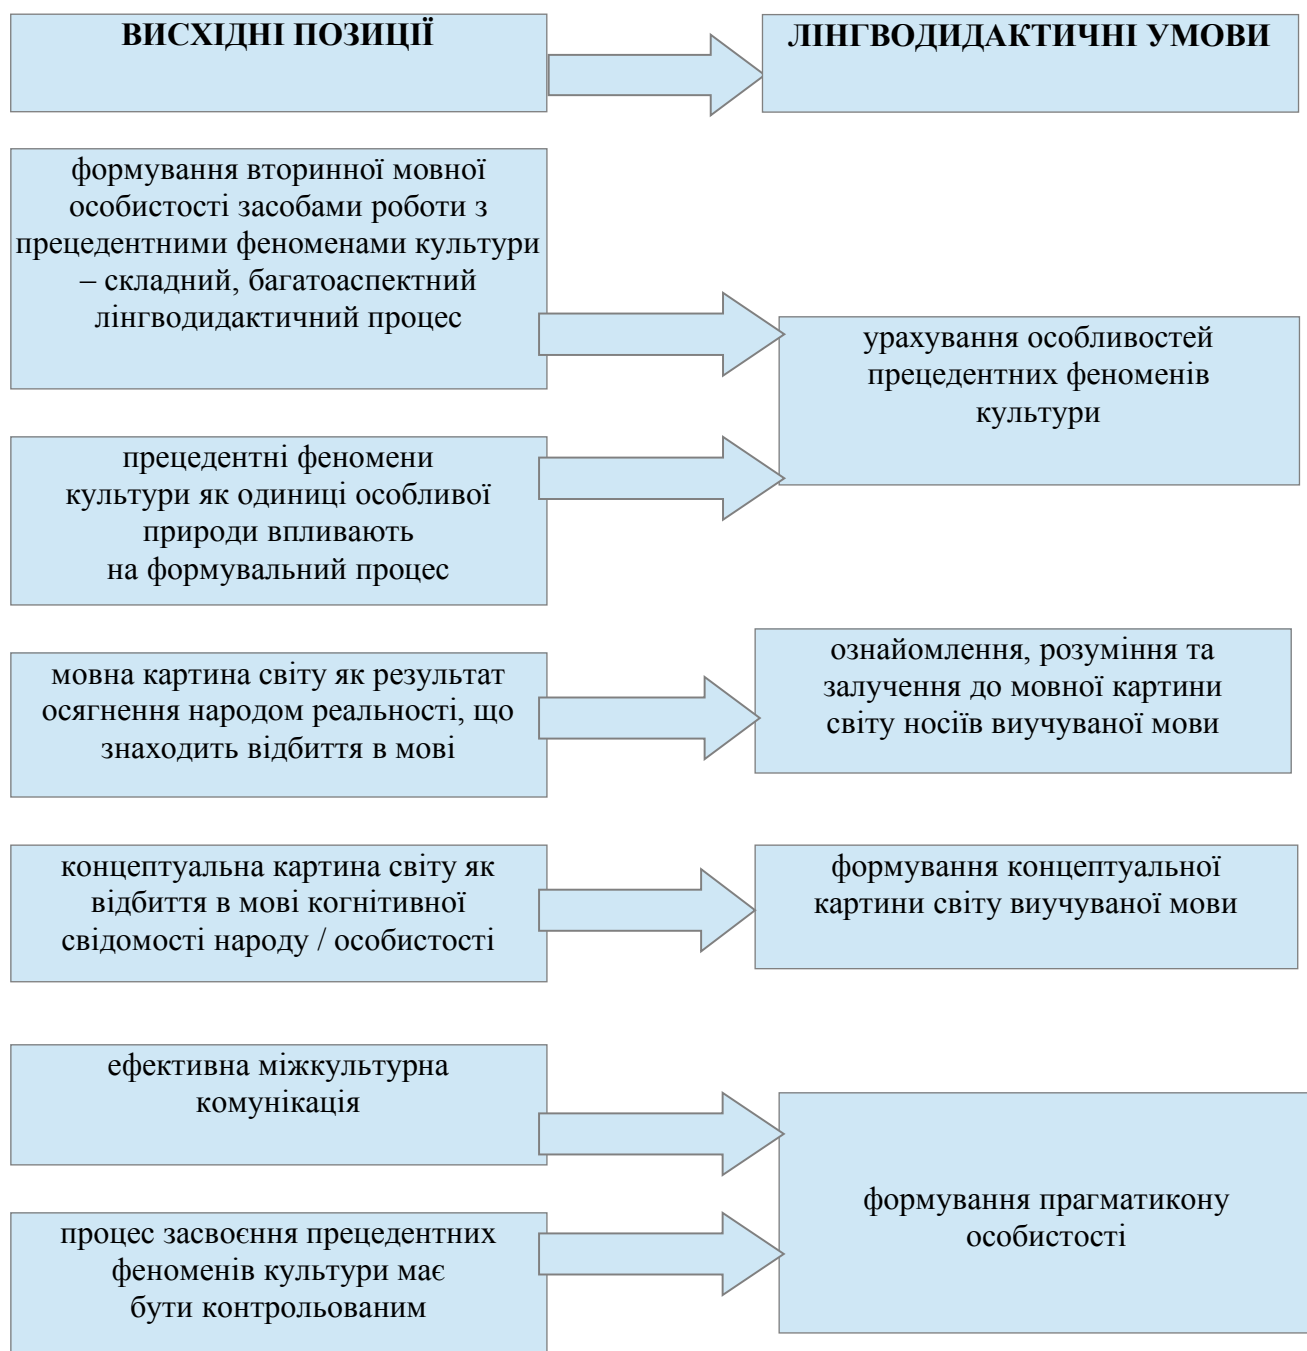 ВИСХІДНІ ПОЗИЦІЇ
ЛІНГВОДИДАКТИЧНІ УМОВИ
формування вторинної мовної
особистості засобами роботи з
прецедентними феноменами культури
– складний, багатоаспектний
лінгводидактичний процес
урахування особливостей
прецедентних феноменів
культури
прецедентні феномени
культури як одиниці особливої
природи впливають
на формувальний процес
мовна картина світу як результат
осягнення народом реальності, що
знаходить відбиття в мові
ознайомлення, розуміння та
залучення до мовної картини
світу носіїв виучуваної мови
концептуальна картина світу як
відбиття в мові когнітивної
свідомості народу / особистості
формування концептуальної
картини світу виучуваної мови
ефективна міжкультурна
комунікація
процес засвоєння прецедентних
феноменів культури має
бути контрольованим
формування прагматикону
особистості